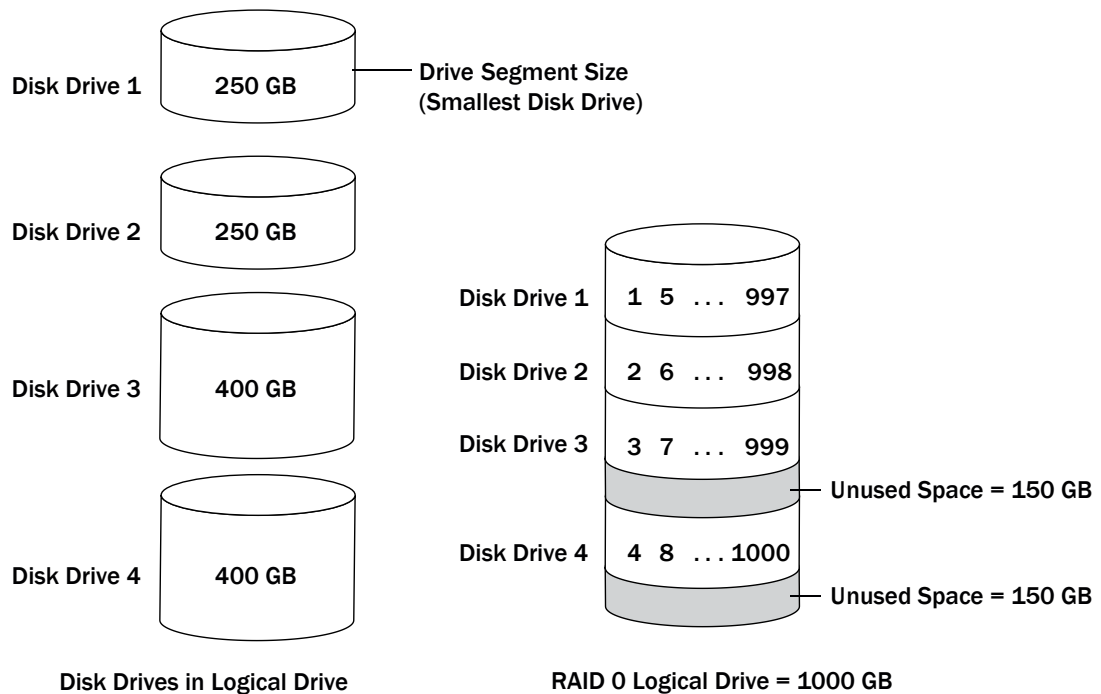 Disk Drive 1
250 GB
Drive Segment Size
(Smallest Disk Drive)
Disk Drive 2
250 GB
Disk Drive 3
400 GB
Disk Drive 4
400 GB
Disk Drives in Logical Drive
Disk Drive 1
1 5 ... 997
Disk Drive 2
2 6 ... 998
Disk Drive 3
3 7 ... 999
Unused Space = 150 GB
Disk Drive 4
4 8 ... 1000
Unused Space = 150 GB
RAID 0 Logical Drive = 1000 GB